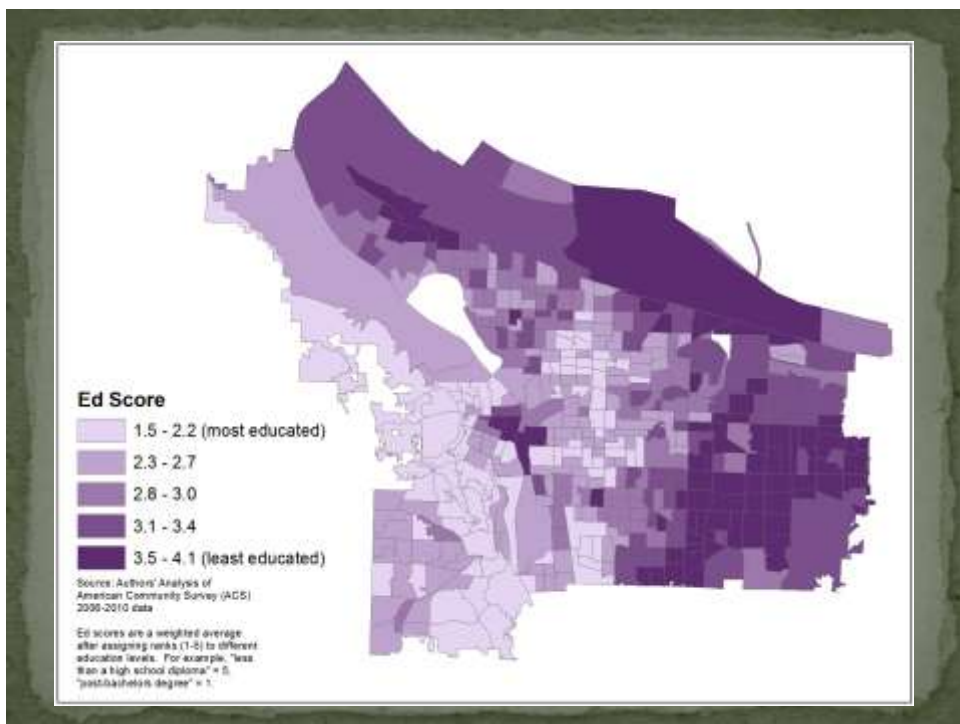 Ed Score
1.5 - 2.2 (most educated)
2.3 - 2.7
2.8 - 3.0
3.1 - 3.4
3.5 - 4.1 (least educated)
Source: Authors' Analysis of
American Community Survey (ACS)
2006-2010 data
Ed scores are a weighted average
after assigning ranks (1-5) to different
education levels. For example, "less
than a high school diploma" = 5,
"post-bachelors degree" = 1.